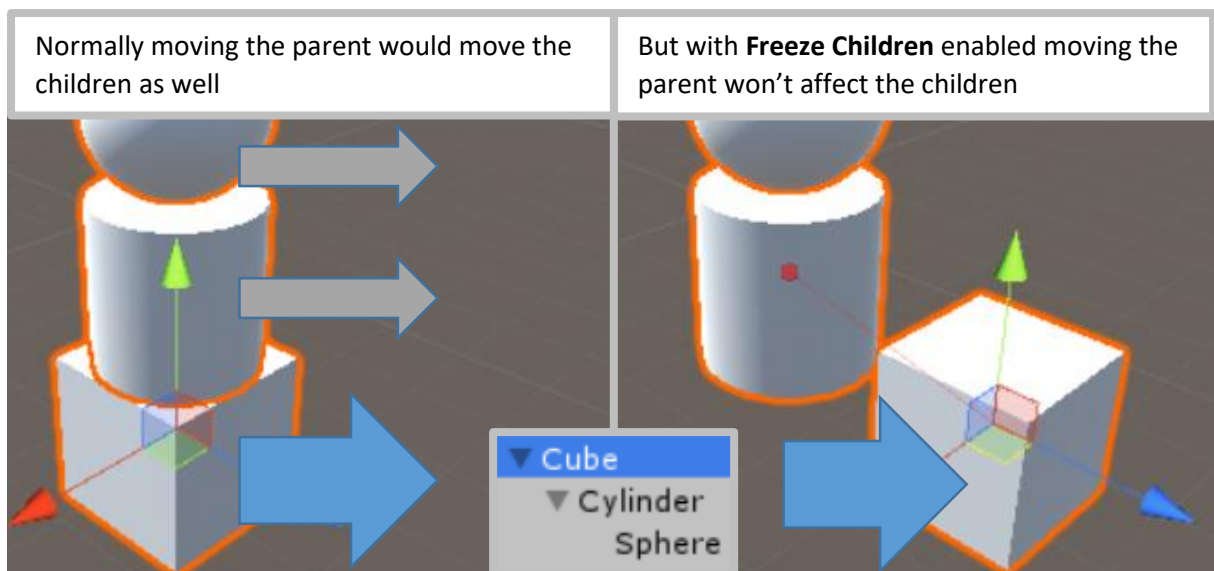 Normally moving the parent would move the
children as well
But with Freeze Children enabled moving the
parent won’t affect the children
Cube
Cylinder
Sphere